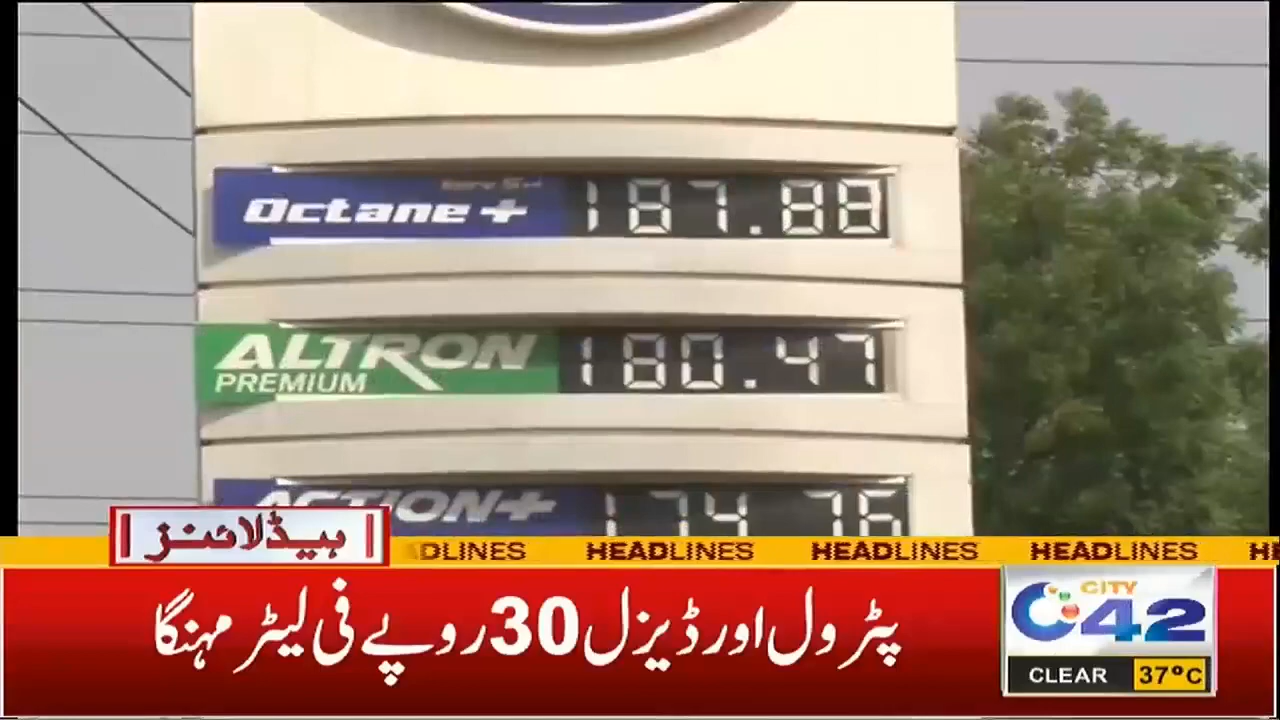 Octane + 187.88
ALTRON 180.47
PREMIUM
ACTION+ 174.76
ہیڈلائنز
DLINES HEADLINES HEADLINES HEADLINES H
پٹرول اور ڈیزل 30 روپے فی لیٹر مہنگا
CITY
42
CLEAR 37°C